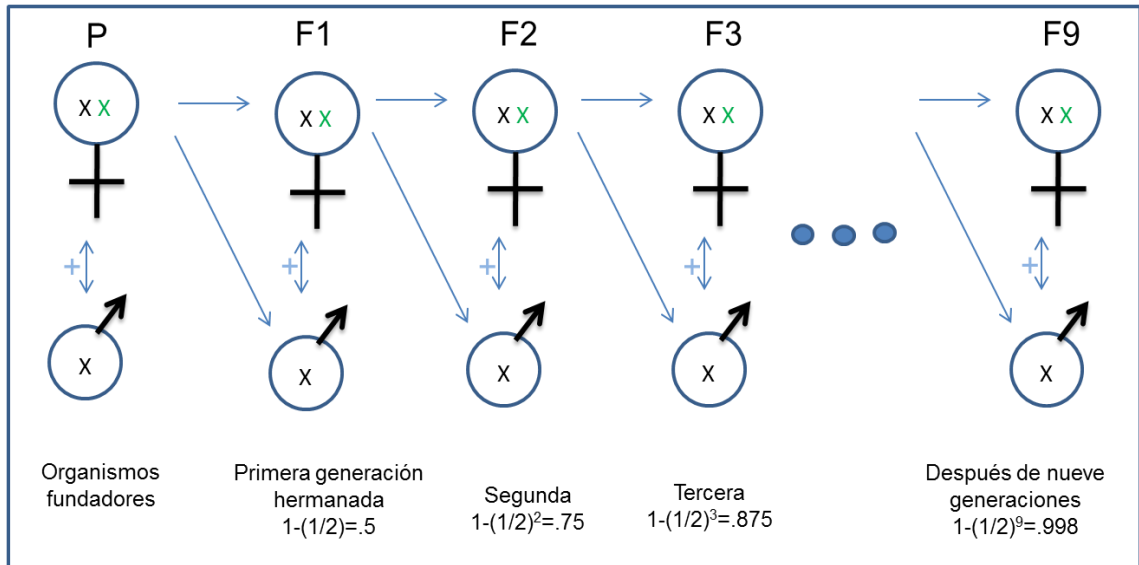 P
F1
F2
F3
F9
X X
X X
X X
X X
X X
+
+
+
+
+
X
X
X
X
X
Organismos
fundadores
Primera generación
hermanada
1-(1/2)=.5
Segunda
1-(1/2)²=.75
Tercera
1-(1/2)³=.875
Después de nueve
generaciones
1-(1/2)⁹=.998